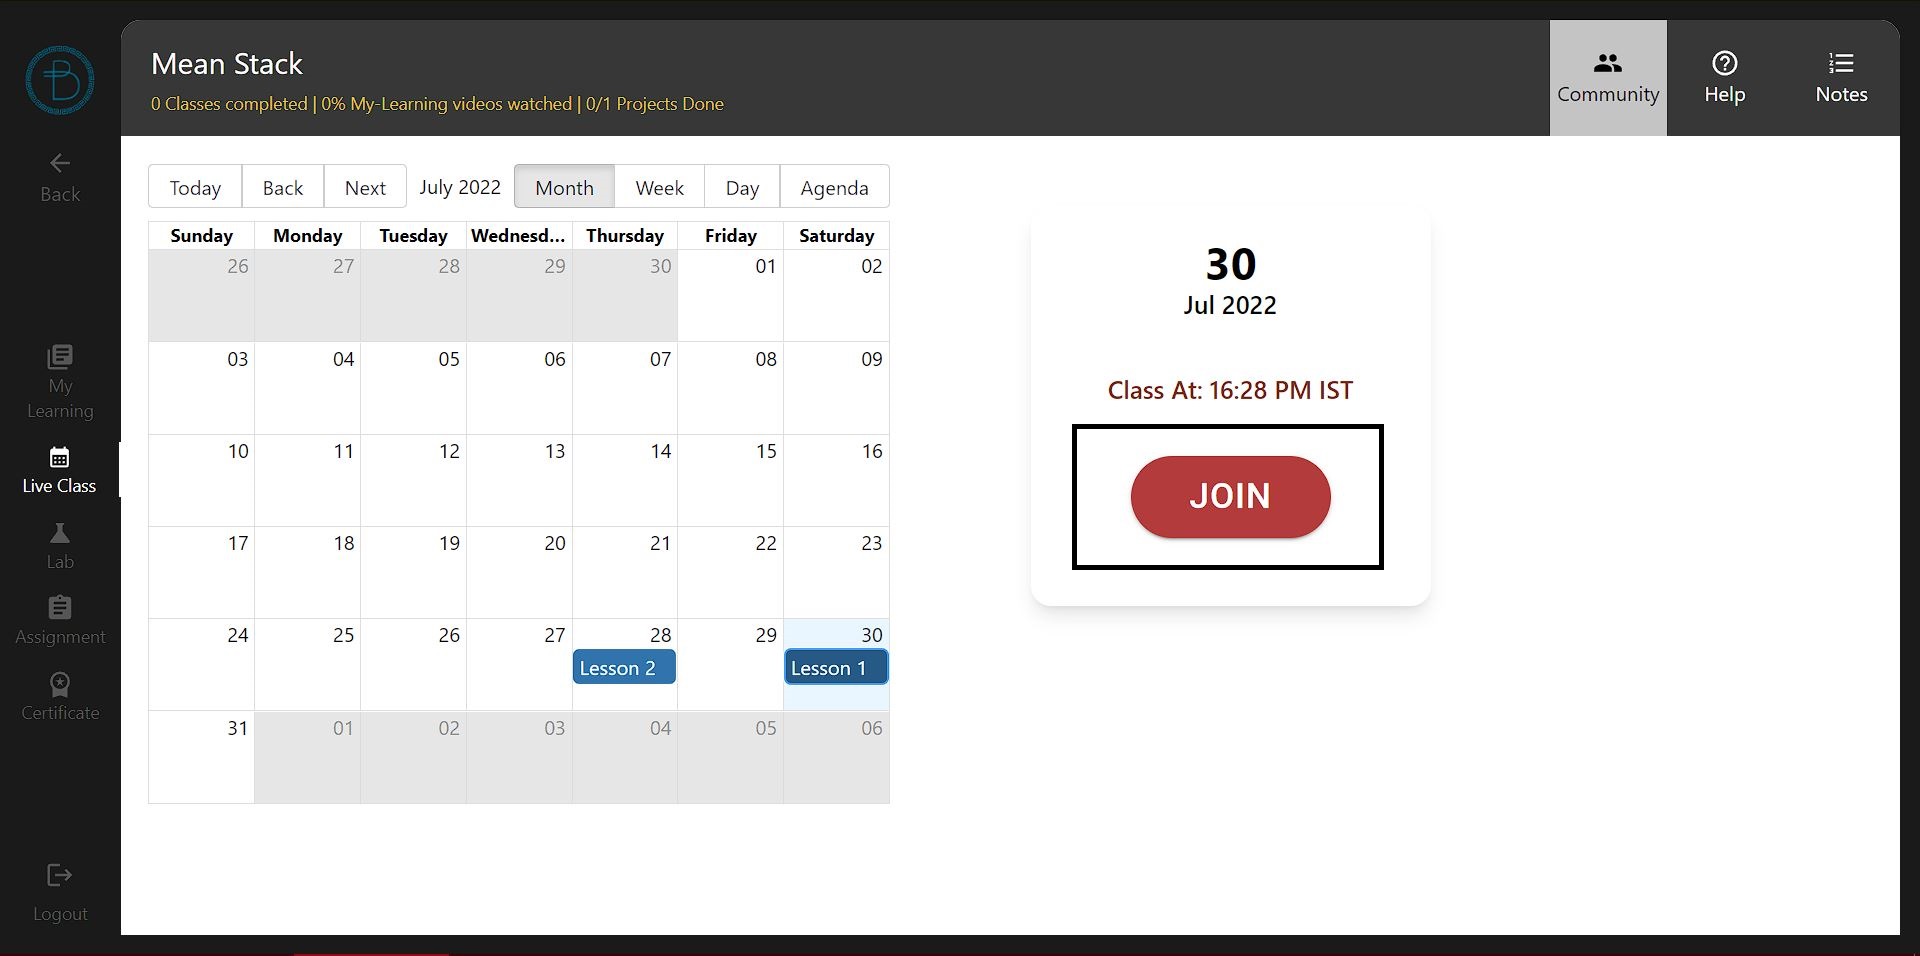 Mean Stack
0 Classes completed | 0% My-Learning videos watched | 0/1 Projects Done
Community
Help
Notes
Back
My
Learning
Live Class
Lab
Assignment
Certificate
Logout
Today Back Next July 2022 Month Week Day Agenda
Sunday Monday Tuesday Wednesd... Thursday Friday Saturday
26 27 28 29 30 01 02
03 04 05 06 07 08 09
10 11 12 13 14 15 16
17 18 19 20 21 22 23
24 25 26 27 28 29 30
Lesson 2 Lesson 1
31 01 02 03 04 05 06
30
Jul 2022
Class At: 16:28 PM IST
JOIN